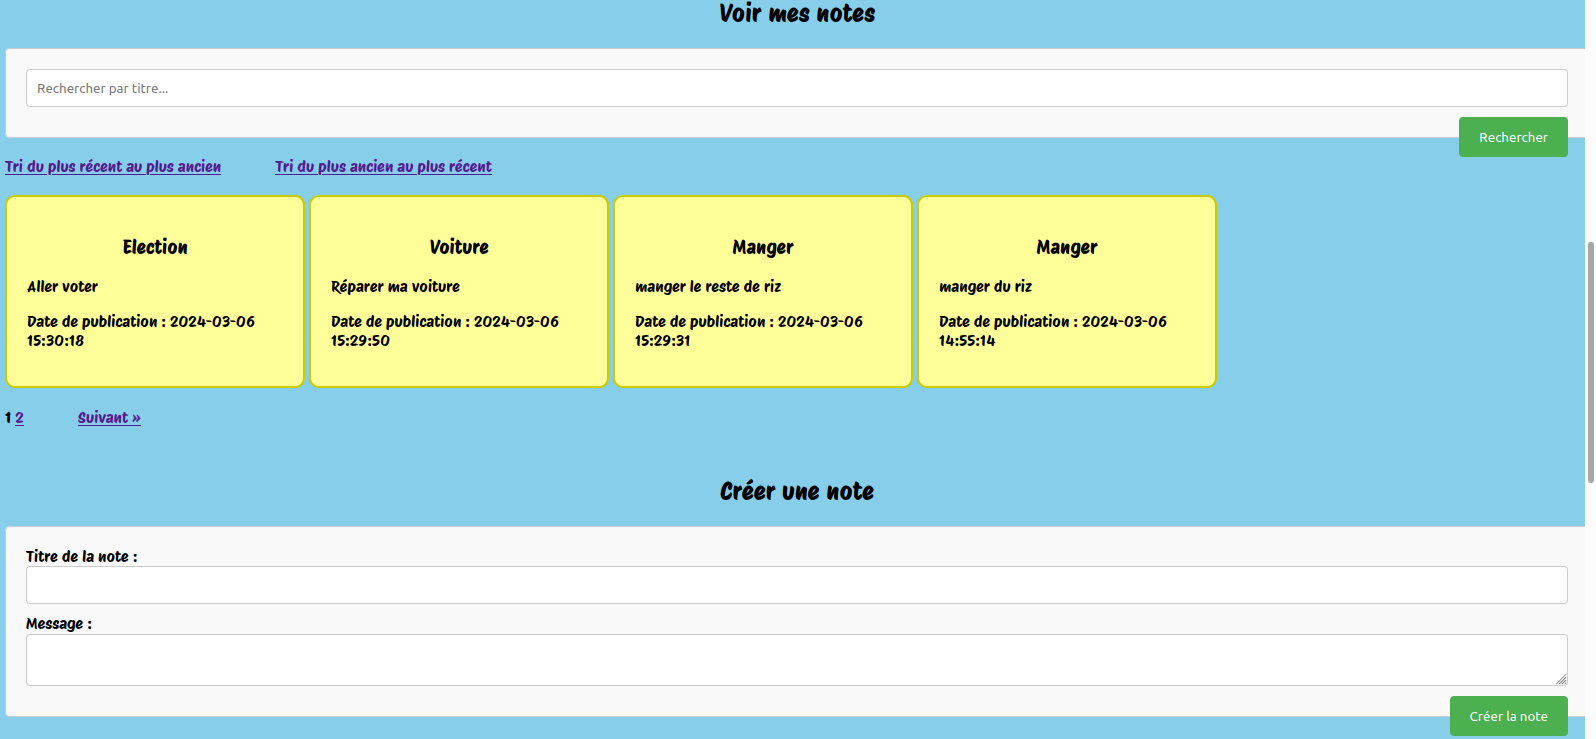 Voir mes notes
Rechercher par titre...
Rechercher
Tri du plus récent au plus ancien
Tri du plus ancien au plus récent
Election
Aller voter
Date de publication : 2024-03-06
15:30:18
Voiture
Réparer ma voiture
Date de publication : 2024-03-06
15:29:50
Manger
manger le reste de riz
Date de publication : 2024-03-06
15:29:31
Manger
manger du riz
Date de publication : 2024-03-06
14:55:14
1 2 Suivant »
Créer une note
Titre de la note :
Message :
Créer la note